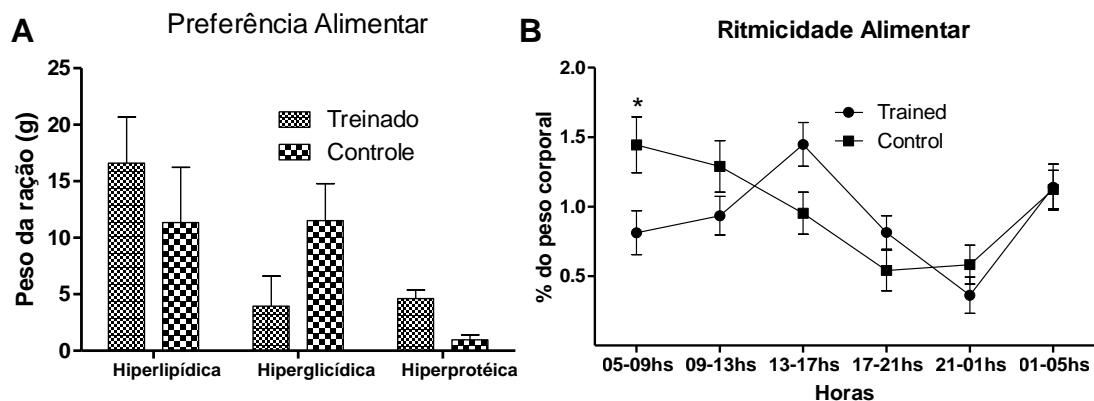 A
Preferência Alimentar
Peso da ração (g)
25
20
15
10
5
0
Treinado
Controle
Hiperlipídica
Hiperglicídica
Hiperprotéica
B
Ritmicidade Alimentar
% do peso corporal
2.0
1.5
1.0
0.5
*
Trained
Control
05-09hs
09-13hs
13-17hs
17-21hs
21-01hs
01-05hs
Horas